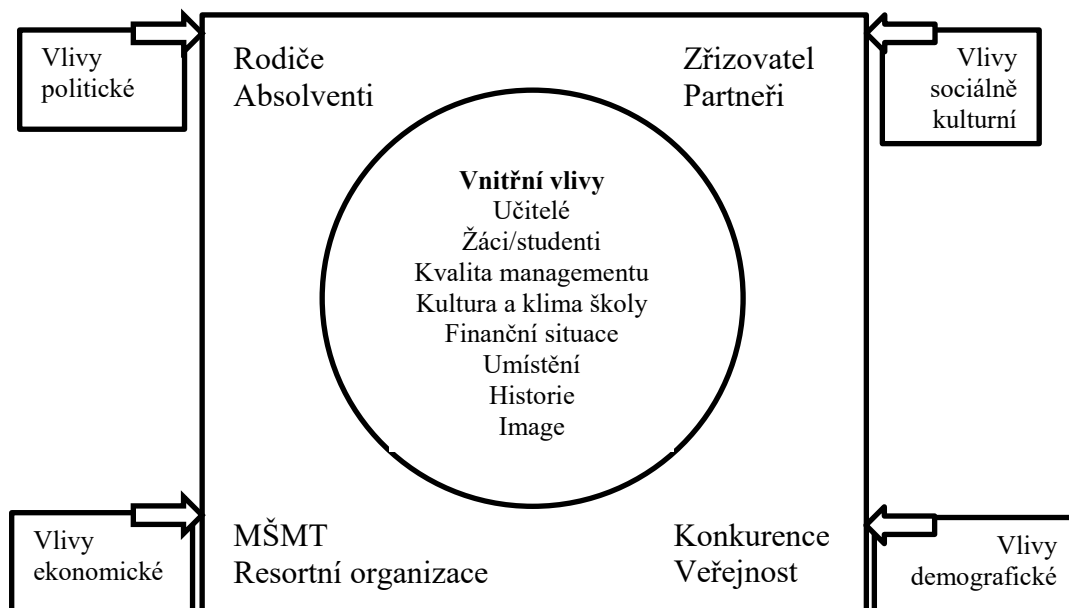 Vlivy
politické
Rodiče
Absolventi
Zřizovatel
Partneři
Vlivy
sociálně
kulturní
Vnitřní vlivy
Učitelé
Žáci/studenti
Kvalita managementu
Kultura a klima školy
Finanční situace
Umístění
Historie
Image
Vlivy
ekonomické
MŠMT
Resortní organizace
Konkurence
Veřejnost
Vlivy
demografické